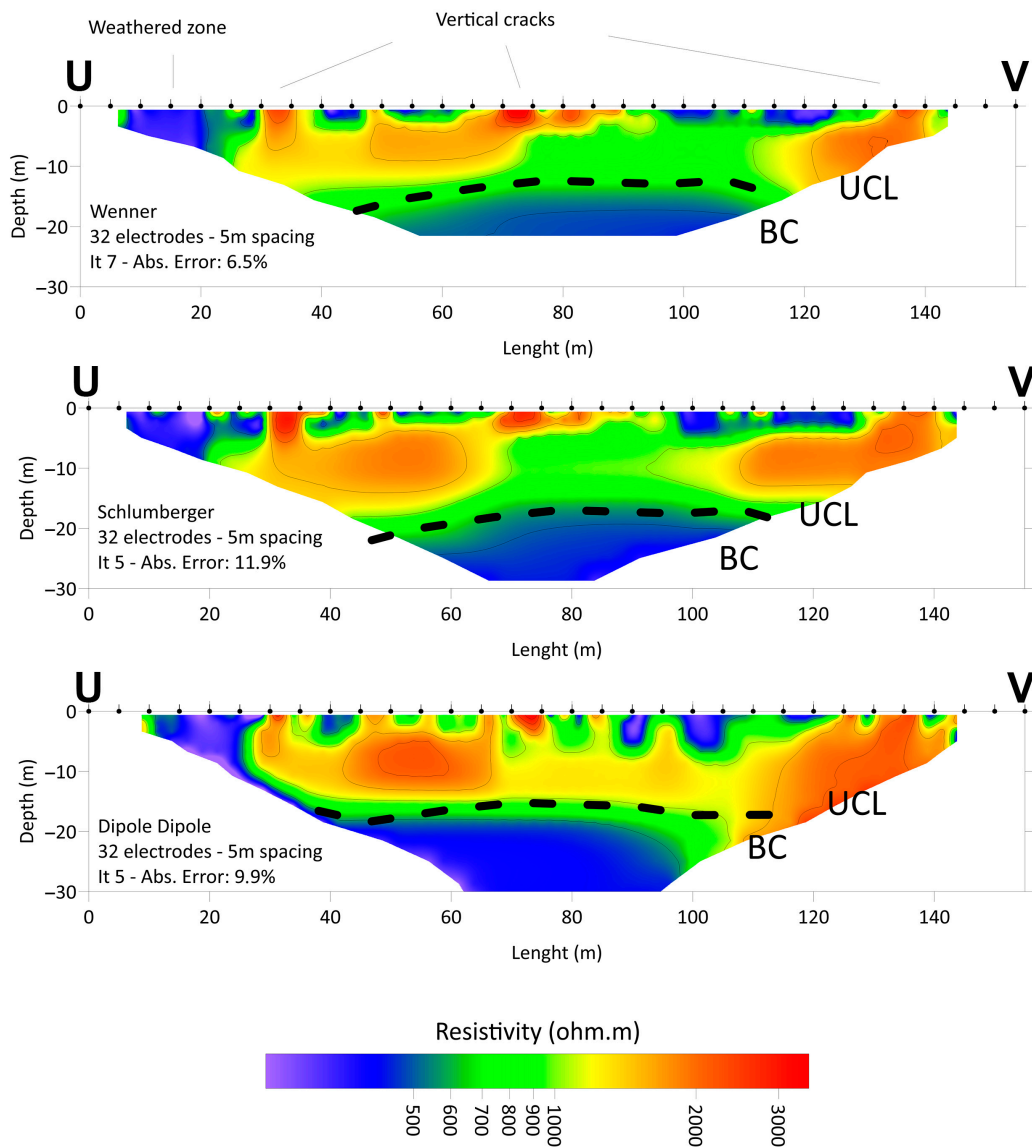 Weathered zone Vertical cracks
U V
0
−10
−20
−30
Depth (m)
UCL
BC
Wenner
32 electrodes - 5m spacing
It 7 - Abs. Error: 6.5%
0 20 40 60 80 100 120 140
Lenght (m)
U V
0
−10
−20
−30
Depth (m)
UCL
BC
Schlumberger
32 electrodes - 5m spacing
It 5 - Abs. Error: 11.9%
0 20 40 60 80 100 120 140
Lenght (m)
U V
0
−10
−20
−30
Depth (m)
UCL
BC
Dipole Dipole
32 electrodes - 5m spacing
It 5 - Abs. Error: 9.9%
0 20 40 60 80 100 120 140
Lenght (m)
Resistivity (ohm.m)
500 600 700 800 900 1000 2000 3000